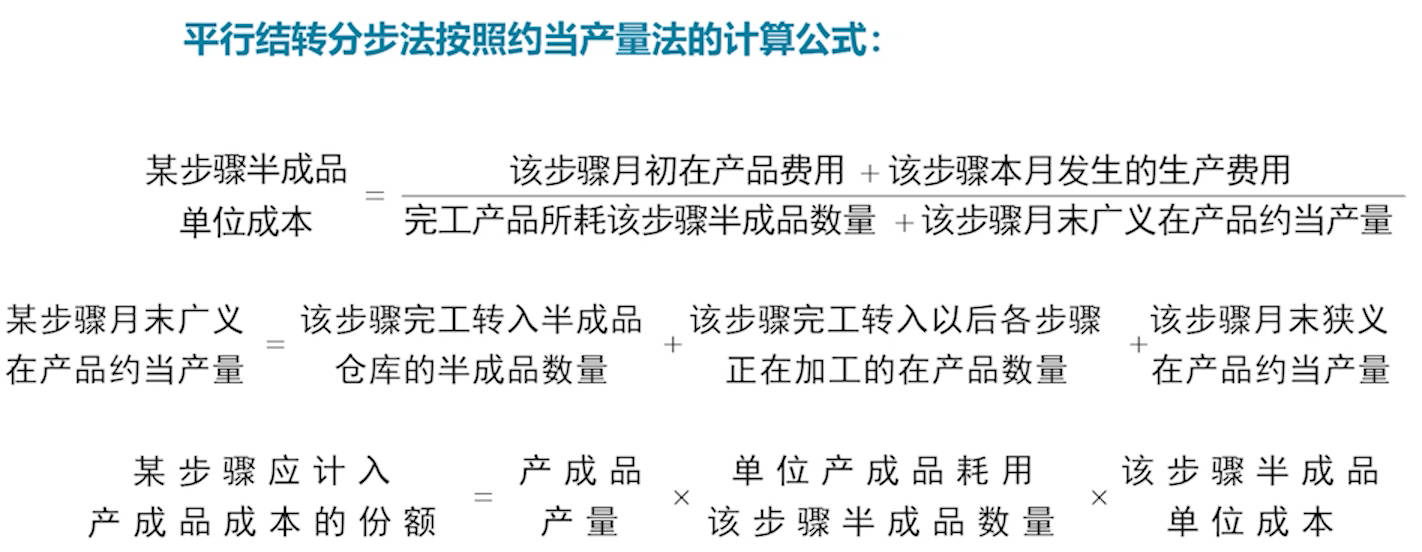 平行结转分步法按照约当产量法的计算公式：
某步骤半成品
单位成本
=
该步骤月初在产品费用 + 该步骤本月发生的生产费用
完工产品所耗该步骤半成品数量 + 该步骤月末广义在产品约当产量
某步骤月末广义 该步骤完工转入半成品 该步骤完工转入以后各步骤 该步骤月末狭义
= + +
在产品约当产量 仓库的半成品数量 正在加工的在产品数量 在产品约当产量
某步骤应计入 产成品 单位产成品耗用 该步骤半成品
= × ×
产成品成本的份额 产量 该步骤半成品数量 单位成本